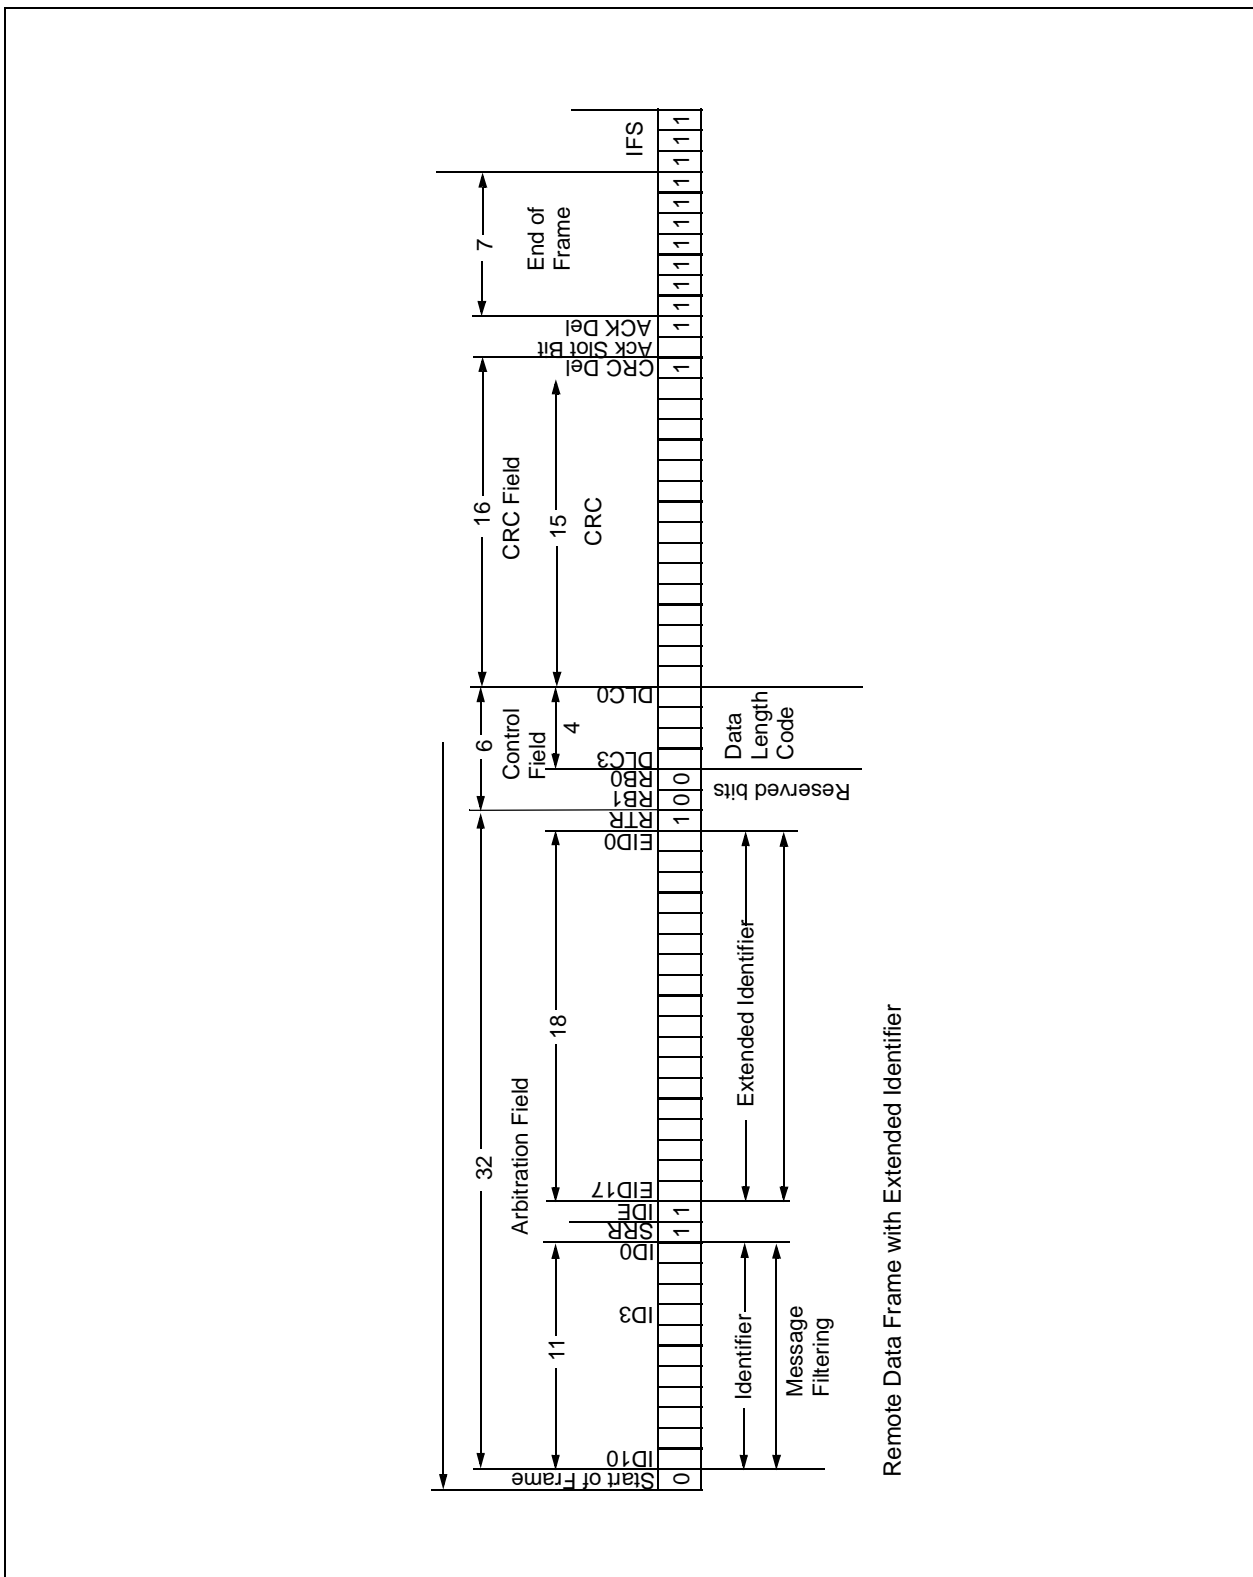 32
Arbitration Field
11
18
6
Control
Field
4
16
CRC Field
15
CRC
7
End of
Frame
IFS
Start of Frame
ID10
ID3
ID0
SRR
IDE
EID17
EID0
RTR
RB1
RB0
DLC3
DLC0
CRC Del
Ack Slot Bit
ACK Del
0 1 1 1 0 0 1 1 1 1 1 1 1 1 1 1 1 1
Identifier
Message
Filtering
Extended Identifier
Reserved bits
Data
Length
Code
Remote Data Frame with Extended Identifier